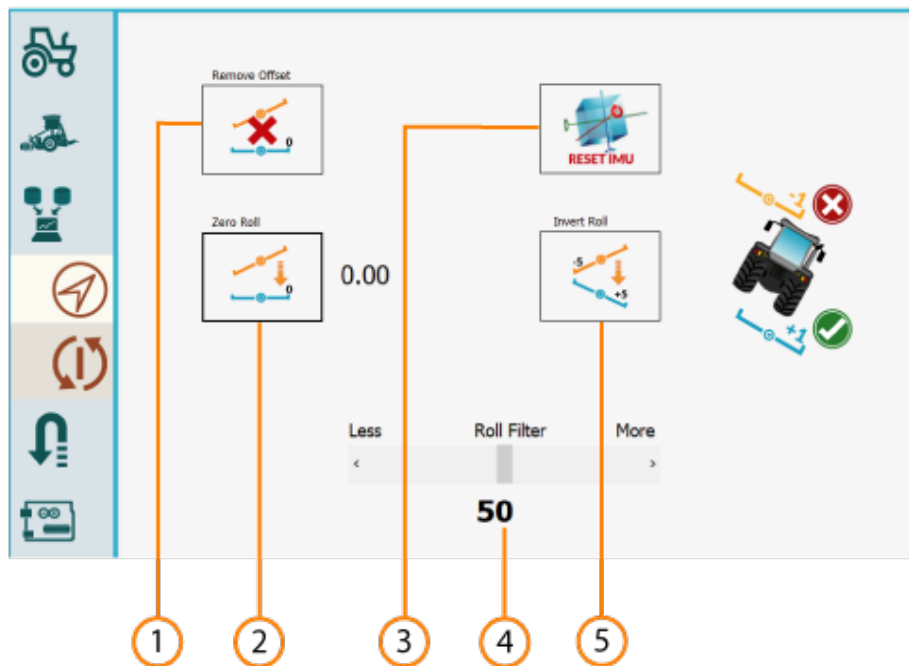 Remove Offset
0
RESET IMU
Zero Roll
0
0.00
Invert Roll
-5
+5
-1
+1
Less Roll Filter More
< >
50
1 2 3 4 5